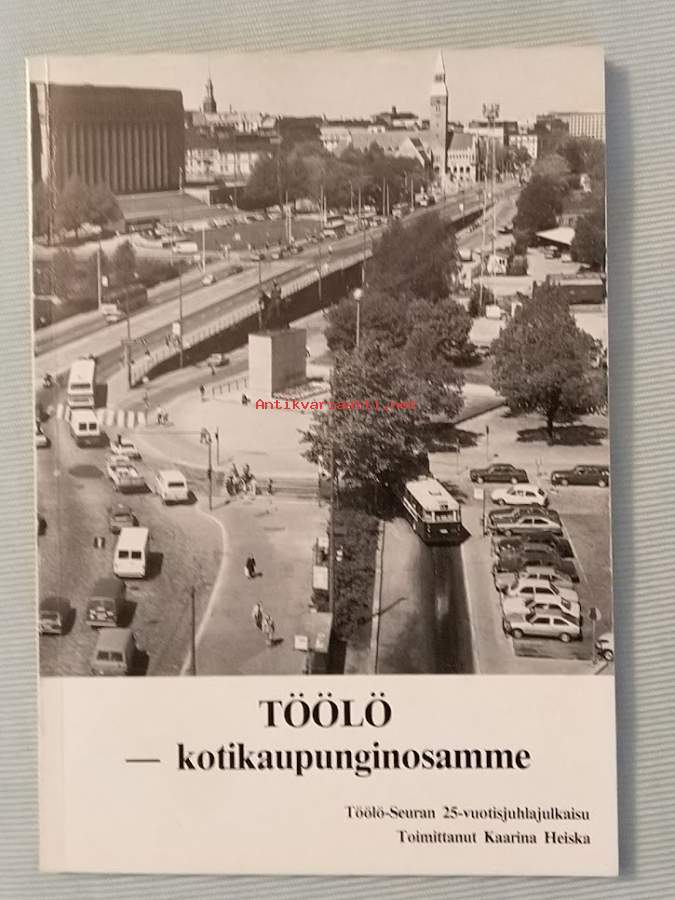 Antikvariaatti.net
TÖÖLÖ
— kotikaupunginosamme
Töölö-Seuran 25-vuotisjuhlajulkaisu
Toimittanut Kaarina Heiska